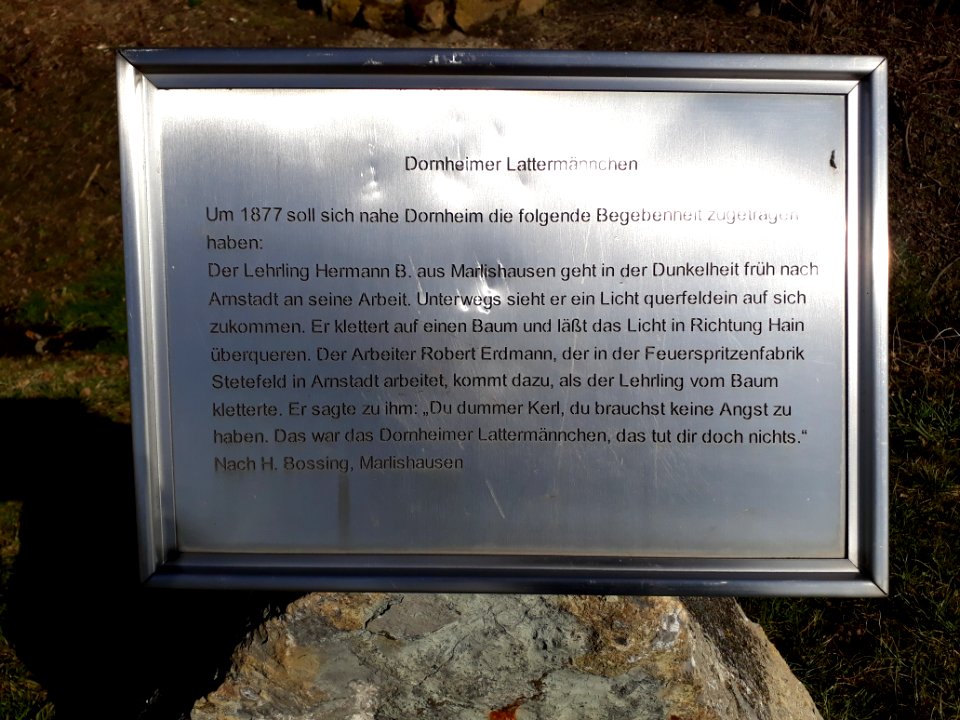 Dornheimer Lattermännchen
Um 1877 soll sich nahe Dornheim die folgende Begebenheit zugetragen
haben:
Der Lehrling Hermann B. aus Marlishausen geht in der Dunkelheit früh nach
Arnstadt an seine Arbeit. Unterwegs sieht er ein Licht querfeldein auf sich
zukommen. Er klettert auf einen Baum und läßt das Licht in Richtung Hain
überqueren. Der Arbeiter Robert Erdmann, der in der Feuerspritzenfabrik
Stetefeld in Arnstadt arbeitet, kommt dazu, als der Lehrling vom Baum
kletterte. Er sagte zu ihm: „Du dummer Kerl, du brauchst keine Angst zu
haben. Das war das Dornheimer Lattermännchen, das tut dir doch nichts.“
Nach H. Bossing, Marlishausen